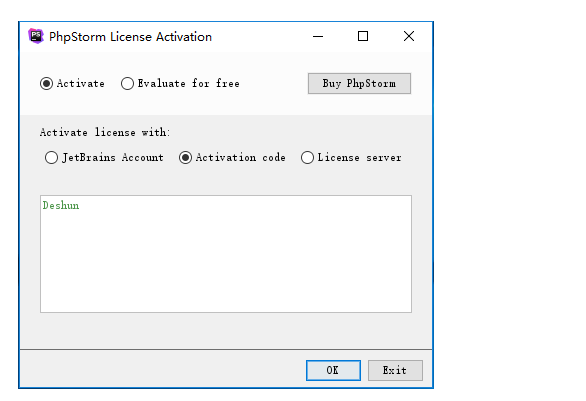 PS
PhpStorm License Activation
Activate Evaluate for free Buy PhpStorm
Activate license with:
JetBrains Account Activation code License server
Deshun
OK Exit